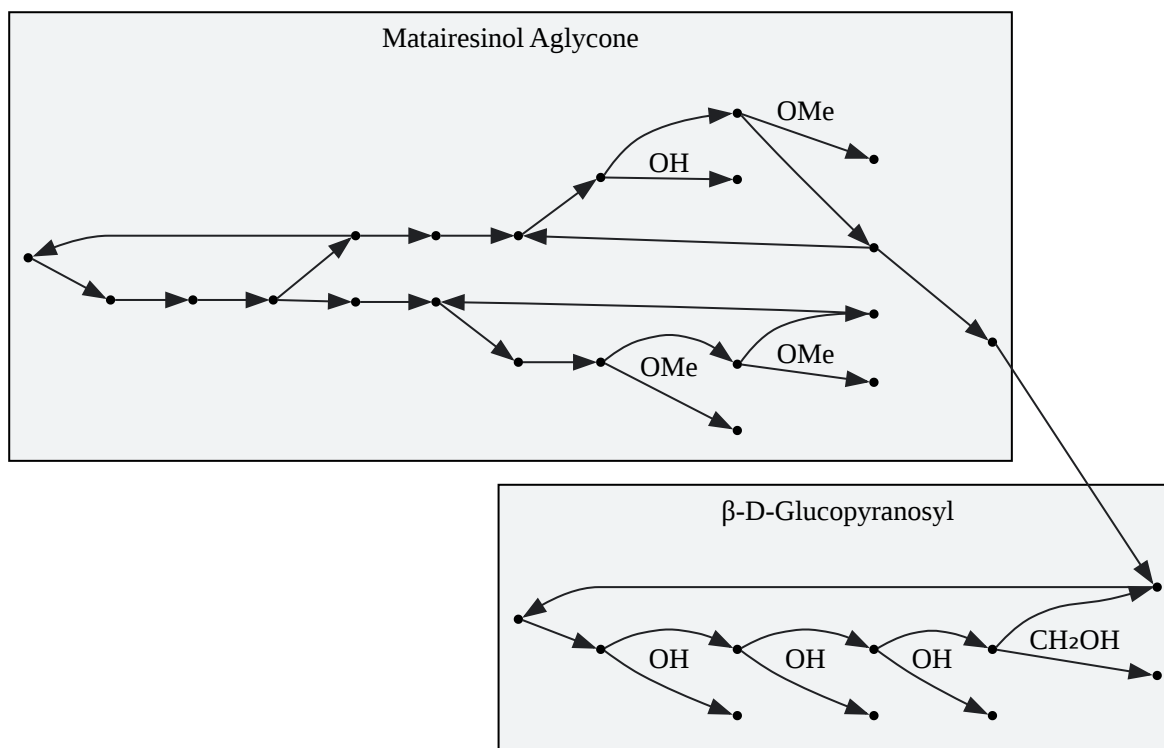 Matairesinol Aglycone
OMe
OH
OMe
OMe
β-D-Glucopyranosyl
CH₂OH
OH
OH
OH